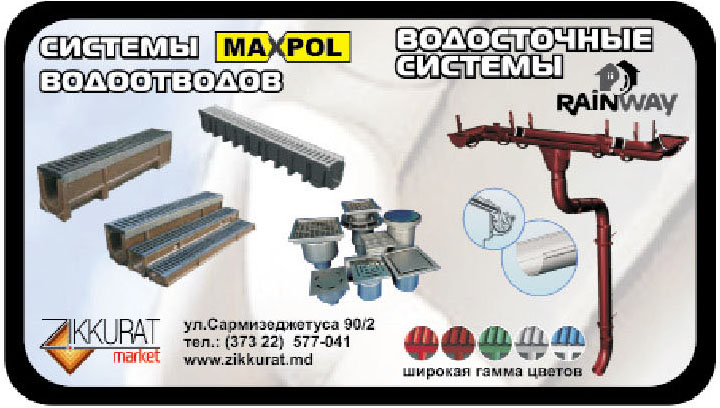 СИСТЕМЫ MAXPOL
ВОДООТВОДОВ
ВОДОСТОЧНЫЕ
СИСТЕМЫ
RAINWAY
ZIKKURAT
market
ул.Сармизеджетуса 90/2
тел.: (373 22) 577-041
www.zikkurat.md
широкая гамма цветов